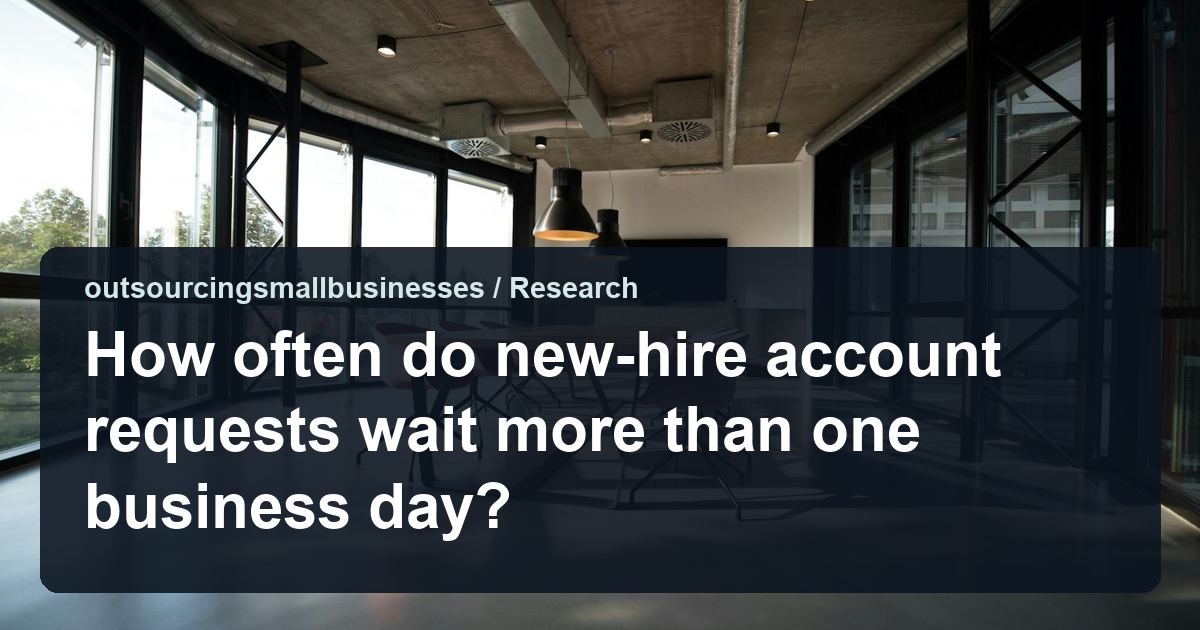 outsourcingsmallbusinesses / Research
How often do new-hire account
requests wait more than one
business day?